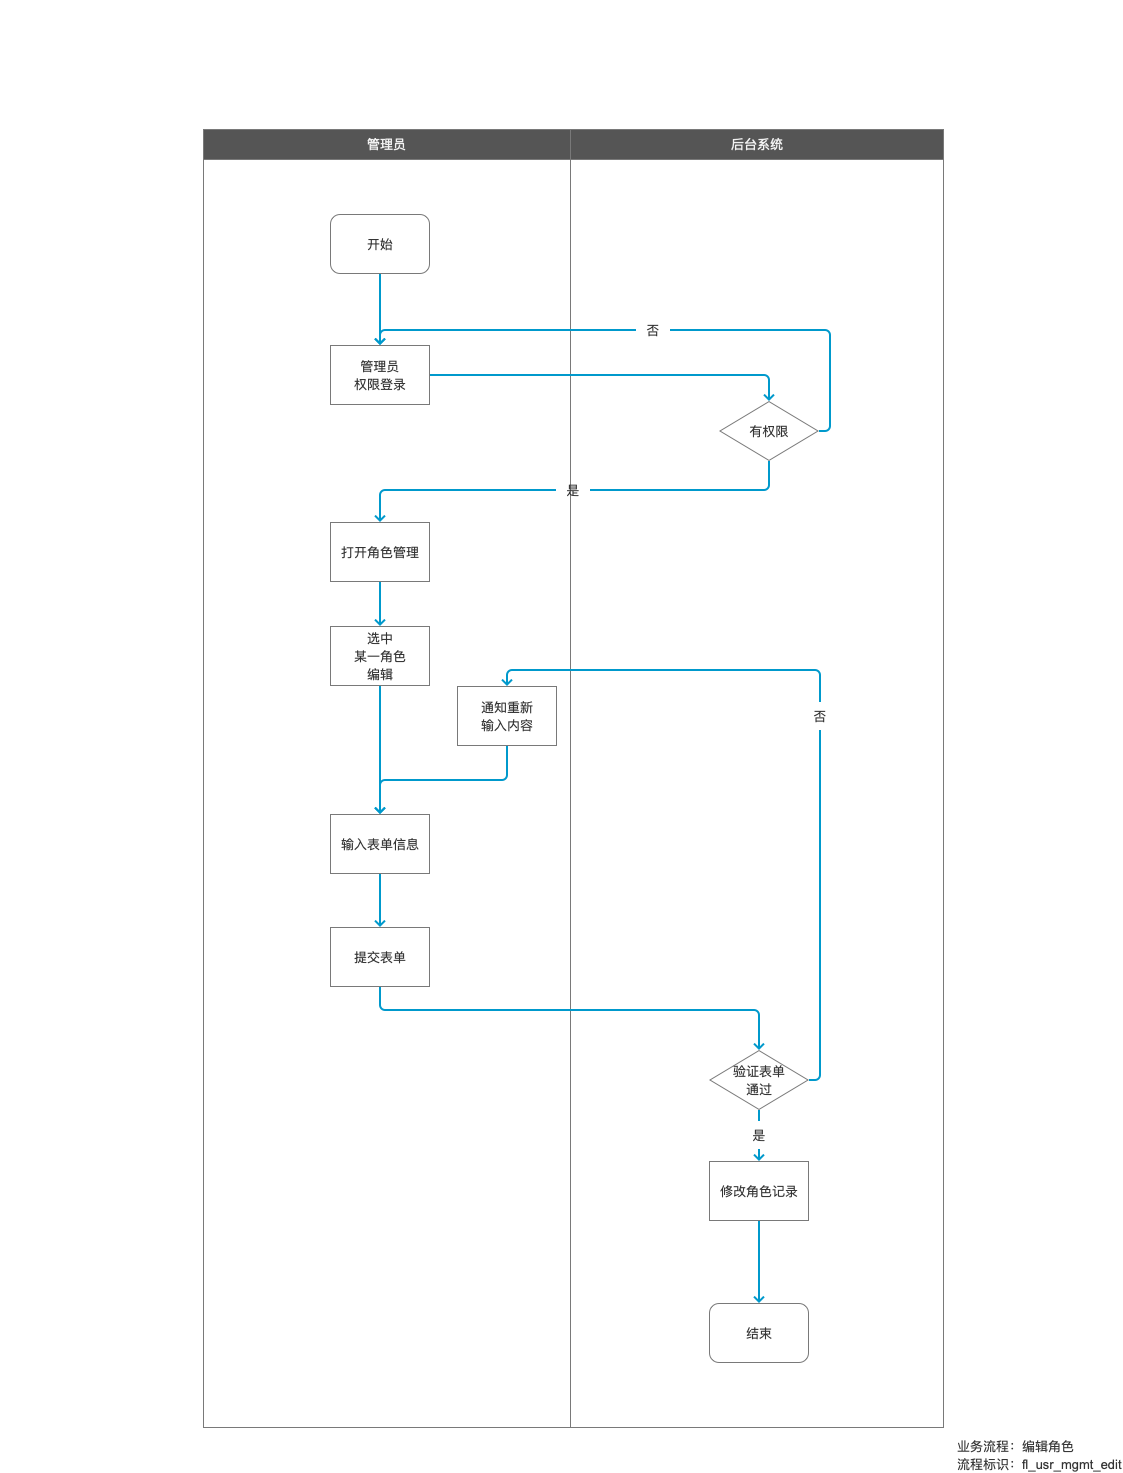 管理员
后台系统
开始
否
管理员
权限登录
有权限
是
打开角色管理
选中
某一角色
编辑
通知重新
输入内容
否
输入表单信息
提交表单
验证表单
通过
是
修改角色记录
结束
业务流程：编辑角色
流程标识：fl_usr_mgmt_edit